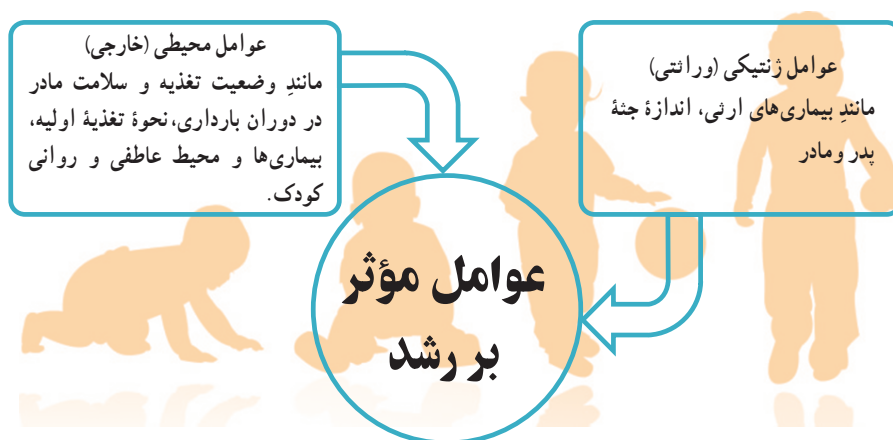 عوامل ژنتیکی (وراثتی)
مانندِ بیماری‌های ارثی، اندازهٔ جثهٔ
پدر ومادر
عوامل محیطی (خارجی)
مانندِ وضعیت تغذیه و سلامت مادر
در دوران بارداری،نحوهٔ تغذیهٔ اولیه،
بیماری‌ها و محیط عاطفی و روانی
کودک.
عوامل مؤثر
بر رشد